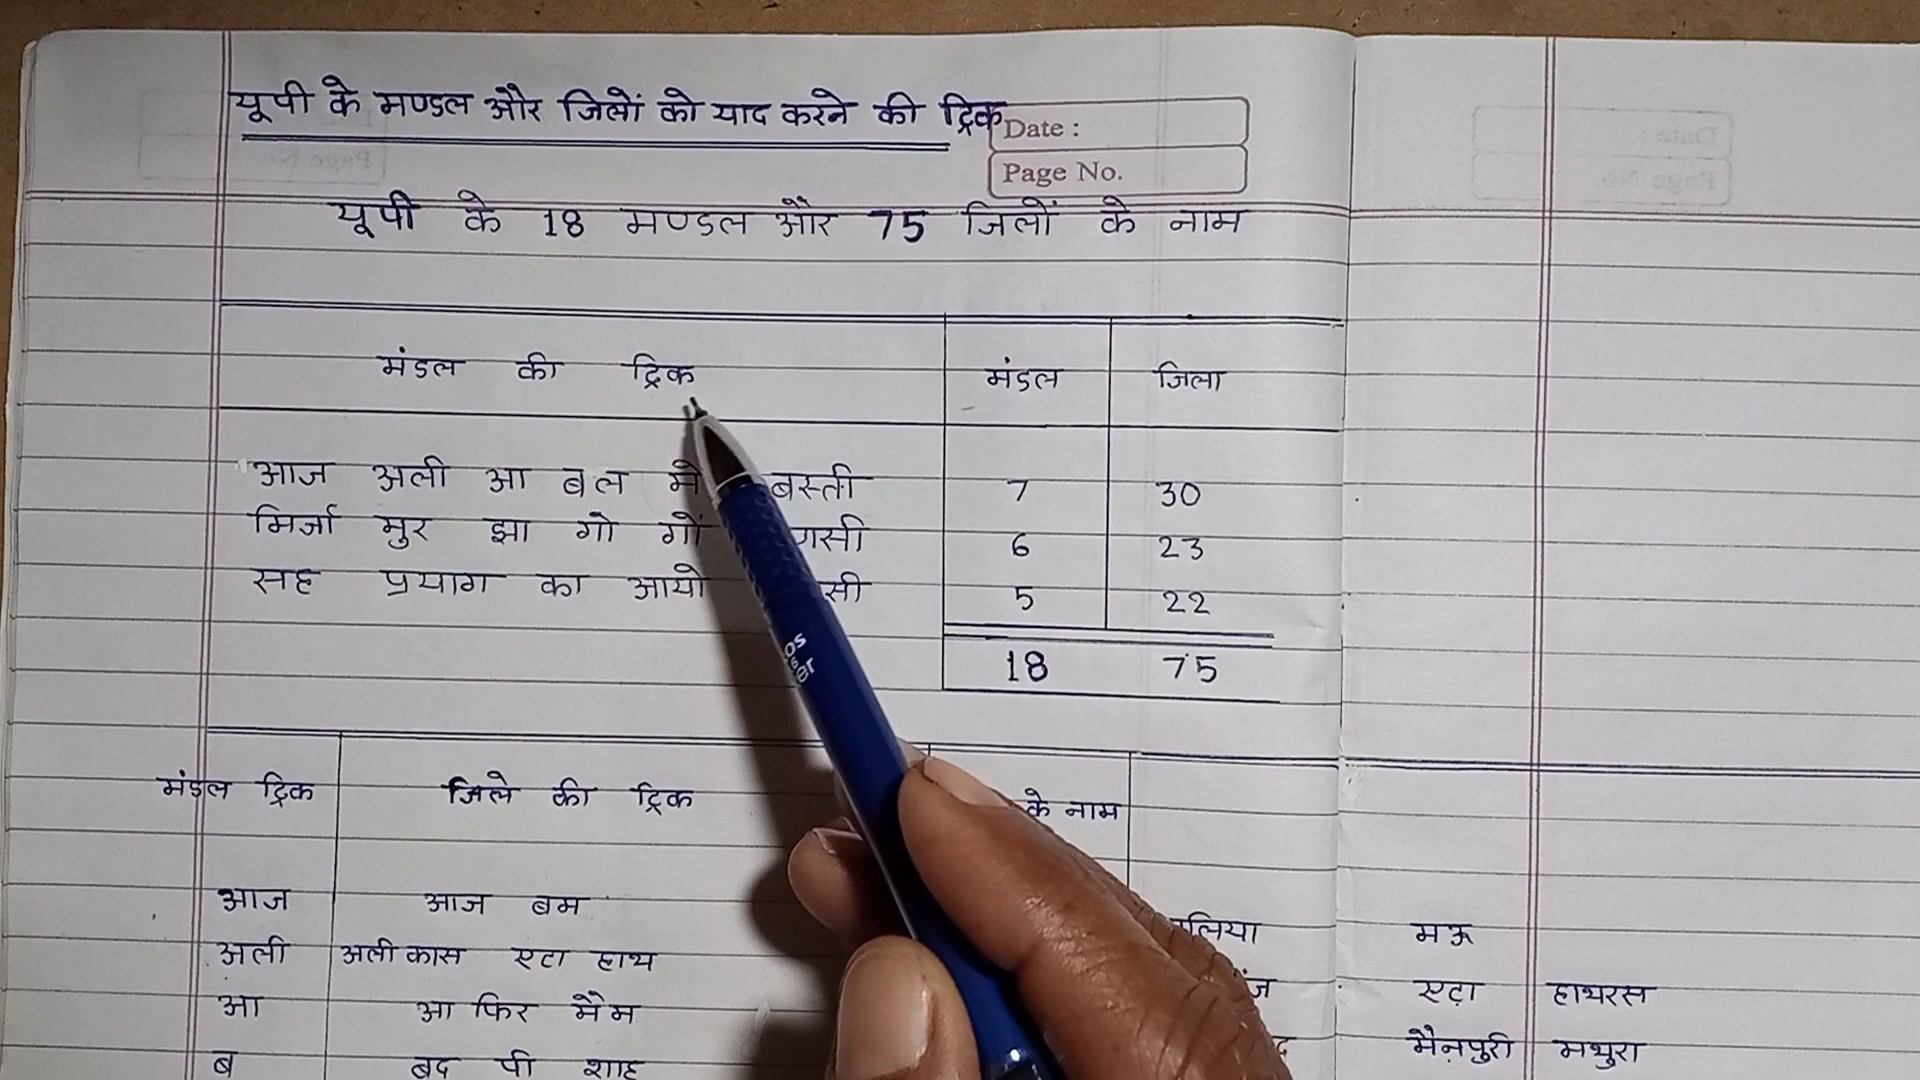 यूपी के मण्डल और जिलों को याद करने की ट्रिक
Date :
Page No.
यूपी के 18 मण्डल और 75 जिलों के नाम
मंडल की ट्रिक मंडल जिला
आज अली आ बल मे बस्ती 7 30
मिर्जा मुर झा गो गों 6 23
सह प्रयाग का आयो 5 22
18 75
मंडल ट्रिक जिले की ट्रिक के नाम
आज आज बम मऊ
अली अली कास एटा हाथ एटा हाथरस
आ आ फिर मैंम मैनपुरी मथुरा
ब बद पी शाह